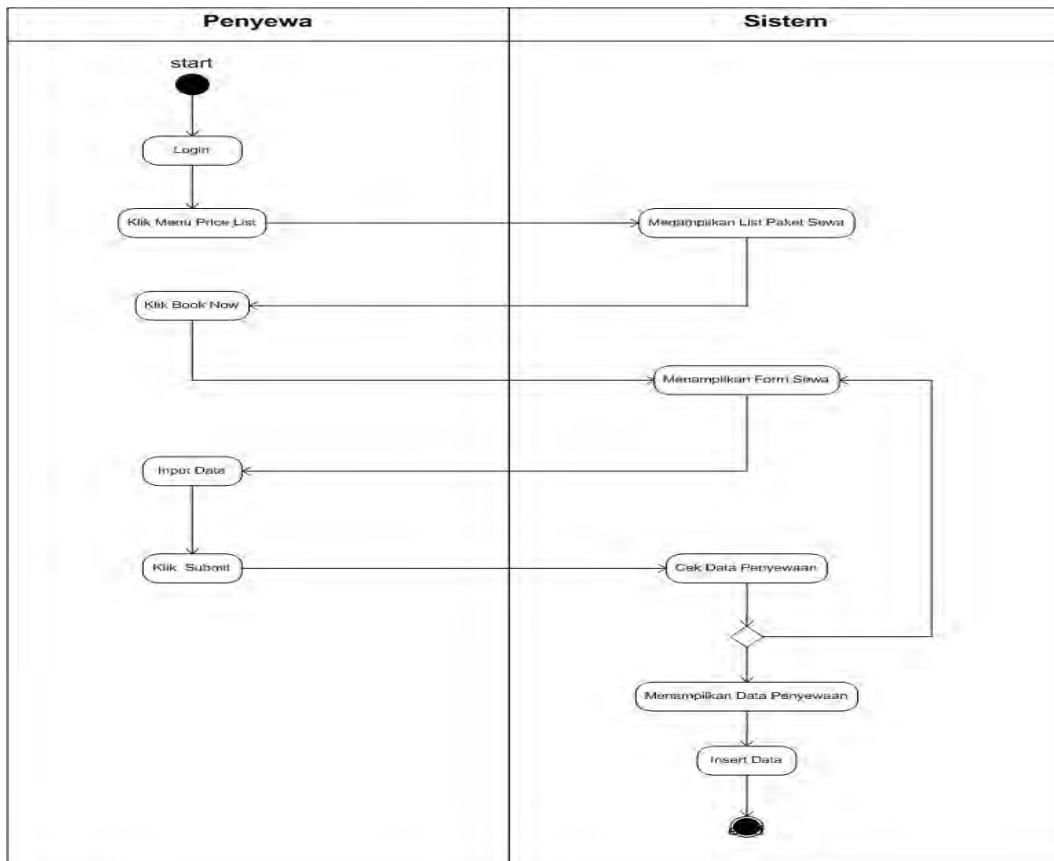 Penyewa
Sistem
start
Login
Klik Menu Price List
Menampilkan List Paket Sewa
Klik Book Now
Menampilkan Form Sewa
Input Data
Klik Submit
Cek Data Penyewaan
Menampilkan Data Penyewaan
Insert Data